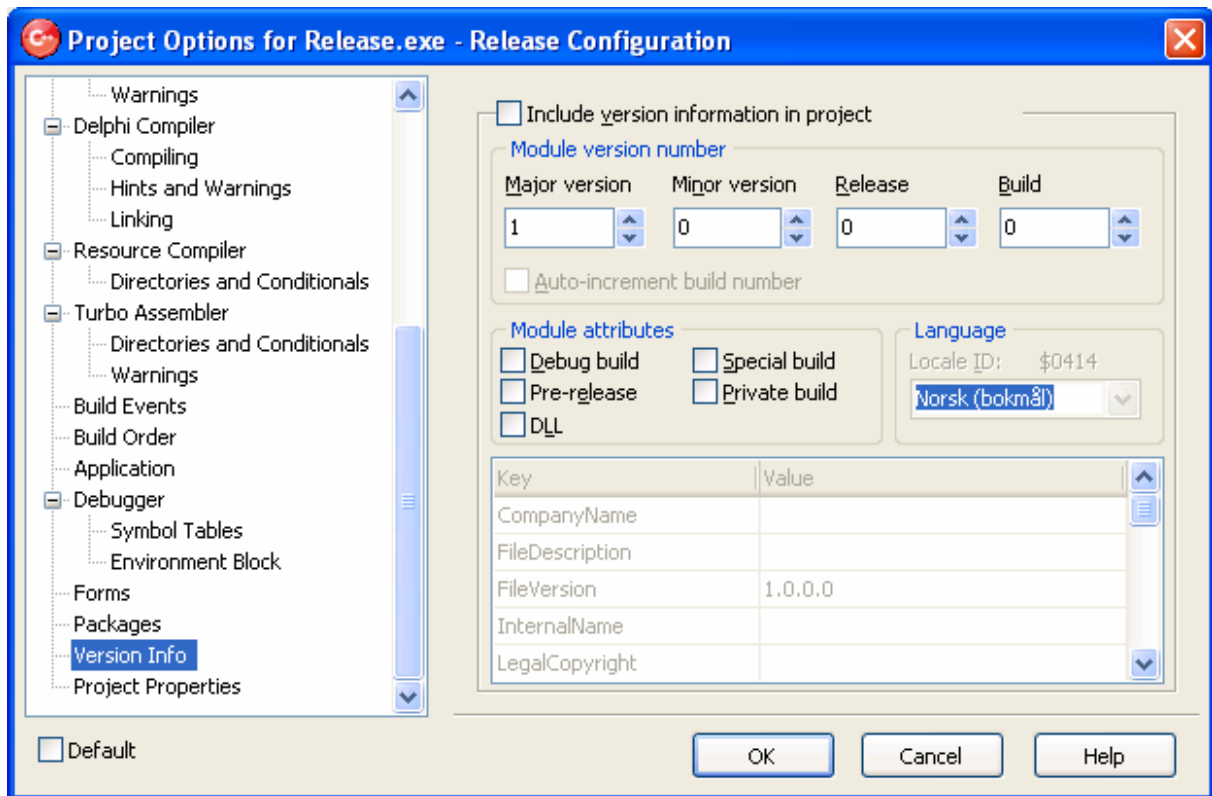 Project Options for Release.exe - Release Configuration
Warnings
Delphi Compiler
Compiling
Hints and Warnings
Linking
Resource Compiler
Directories and Conditionals
Turbo Assembler
Directories and Conditionals
Warnings
Build Events
Build Order
Application
Debugger
Symbol Tables
Environment Block
Forms
Packages
Version Info
Project Properties
Default
Include version information in project
Module version number
Major version Minor version Release Build
1 0 0 0
Auto-increment build number
Module attributes
Debug build Special build
Pre-release Private build
DLL
Language
Locale ID: $0414
Norsk (bokmål)
Key Value
CompanyName
FileDescription
FileVersion 1.0.0.0
InternalName
LegalCopyright
OK Cancel Help